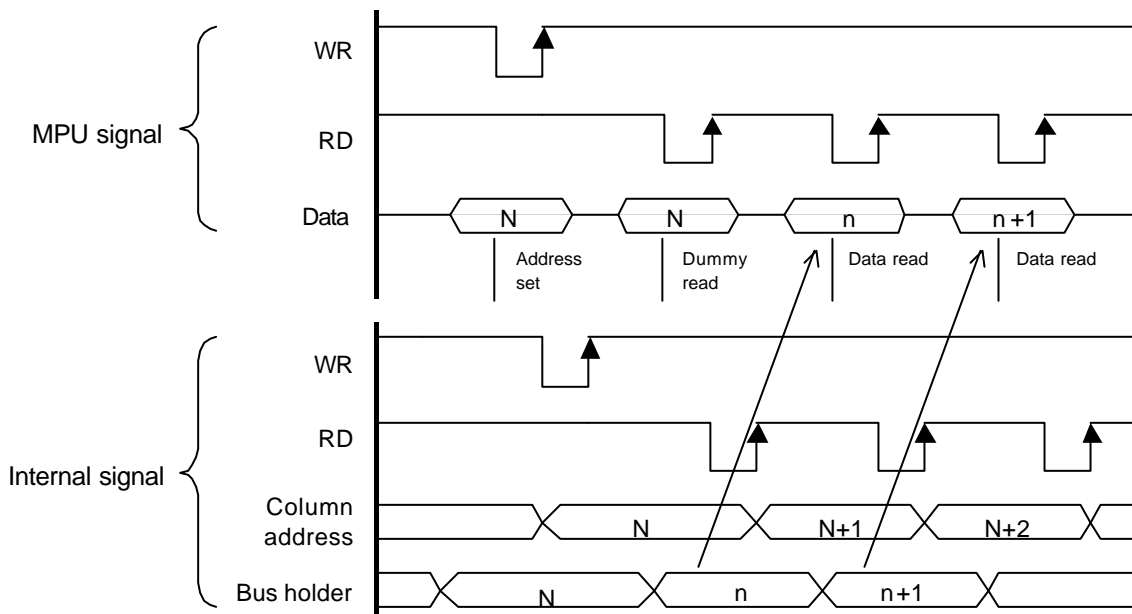 MPU signal
WR
RD
Data
N
N
n
n+1
Address
set
Dummy
read
Data read
Data read
Internal signal
WR
RD
Column
address
N
N+1
N+2
Bus holder
N
n
n+1